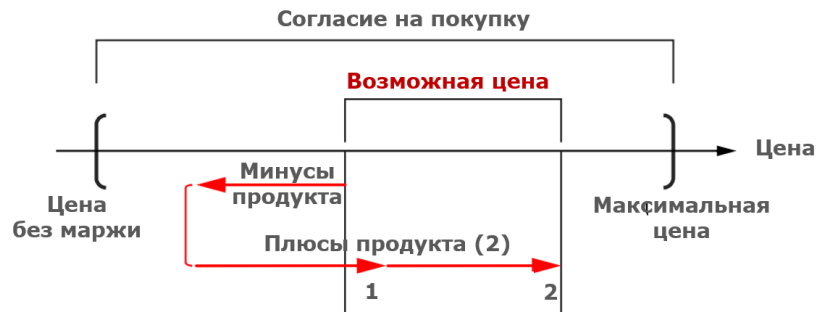 Согласие на покупку
Возможная цена
Цена
Минусы
продукта
Цена
без маржи
Максимальная
цена
Плюсы продукта (2)
1
2